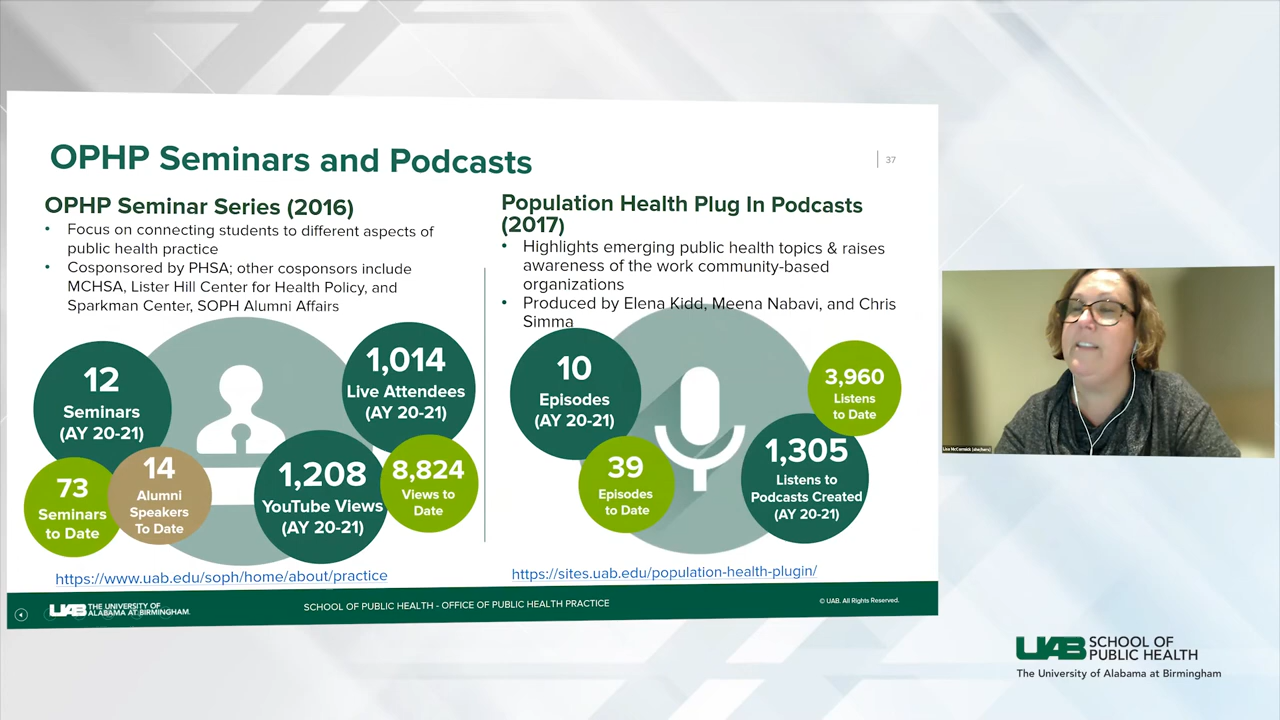 OPHP Seminars and Podcasts
37
OPHP Seminar Series (2016)
• Focus on connecting students to different aspects of
public health practice
• Cosponsored by PHSA; other cosponsors include
MCHSA, Lister Hill Center for Health Policy, and
Sparkman Center, SOPH Alumni Affairs
12
Seminars
(AY 20-21)
73
Seminars
to Date
14
Alumni
Speakers
To Date
1,014
Live Attendees
(AY 20-21)
1,208
YouTube Views
(AY 20-21)
8,824
Views to
Date
https://www.uab.edu/soph/home/about/practice
Population Health Plug In Podcasts
(2017)
• Highlights emerging public health topics & raises
awareness of the work community-based
organizations
• Produced by Elena Kidd, Meena Nabavi, and Chris
Simma
10
Episodes
(AY 20-21)
39
Episodes
to Date
3,960
Listens
to Date
1,305
Listens to
Podcasts Created
(AY 20-21)
https://sites.uab.edu/population-health-plugin/
UAB THE UNIVERSITY OF
ALABAMA AT BIRMINGHAM
SCHOOL OF PUBLIC HEALTH - OFFICE OF PUBLIC HEALTH PRACTICE
© UAB. All Rights Reserved.
Lisa McCormick (she/hers)
UAB SCHOOL OF
PUBLIC HEALTH
The University of Alabama at Birmingham